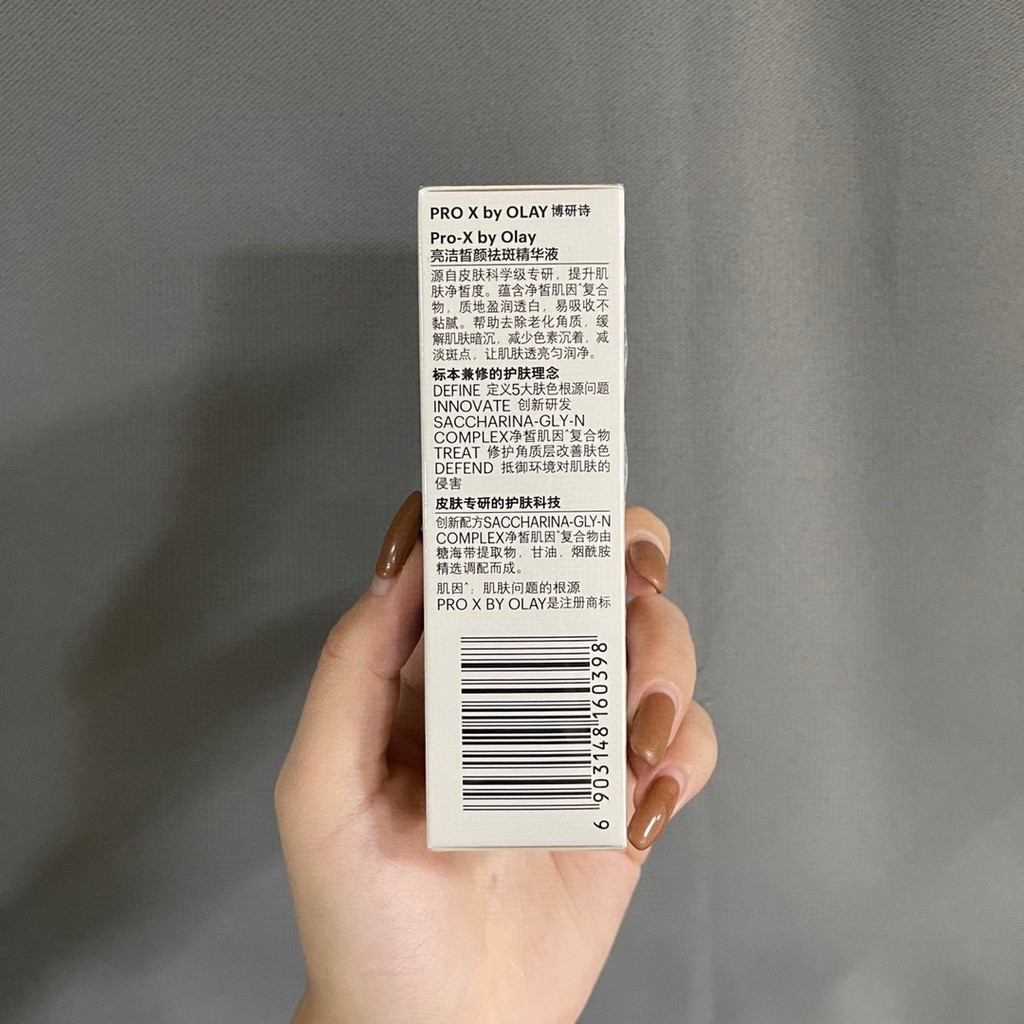 PRO X by OLAY 博研诗
Pro-X by Olay
亮洁皙颜祛斑精华液
源自皮肤科学级专研，提升肌
肤净皙度。蕴含净皙肌因^复合
物，质地盈润透白，易吸收不
黏腻。帮助去除老化角质，缓
解肌肤暗沉，减少色素沉着，减
淡斑点，让肌肤透亮匀润净。
标本兼修的护肤理念
DEFINE 定义5大肤色根源问题
INNOVATE 创新研发
SACCHARINA-GLY-N
COMPLEX净皙肌因^复合物
TREAT 修护角质层改善肤色
DEFEND 抵御环境对肌肤的
侵害
皮肤专研的护肤科技
创新配方SACCHARINA-GLY-N
COMPLEX净皙肌因^复合物由
糖海带提取物，甘油，烟酰胺
精选调配而成。
肌因^：肌肤问题的根源
PRO X BY OLAY是注册商标
6 903148 160398